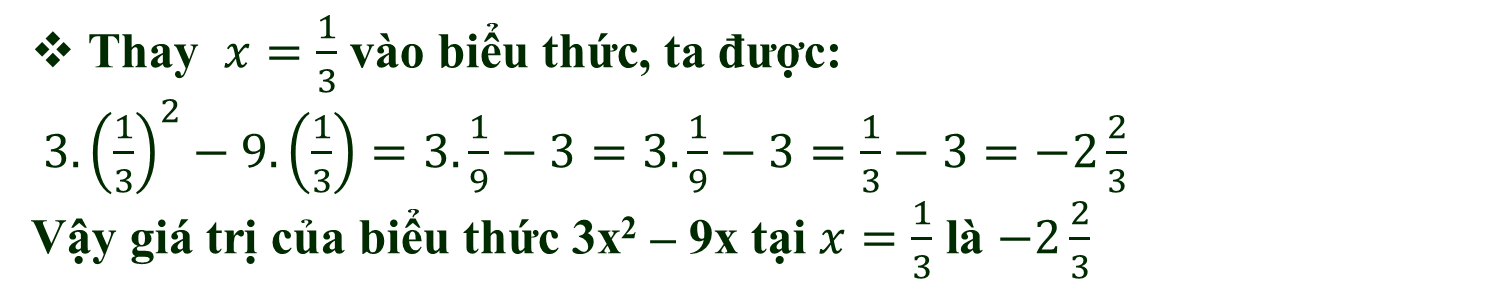 ❖ Thay x = 1/3 vào biểu thức, ta được:
3.(1/3)² − 9.(1/3) = 3.1/9 − 3 = 3.1/9 − 3 = 1/3 − 3 = −2 2/3
Vậy giá trị của biểu thức 3x² – 9x tại x = 1/3 là −2 2/3